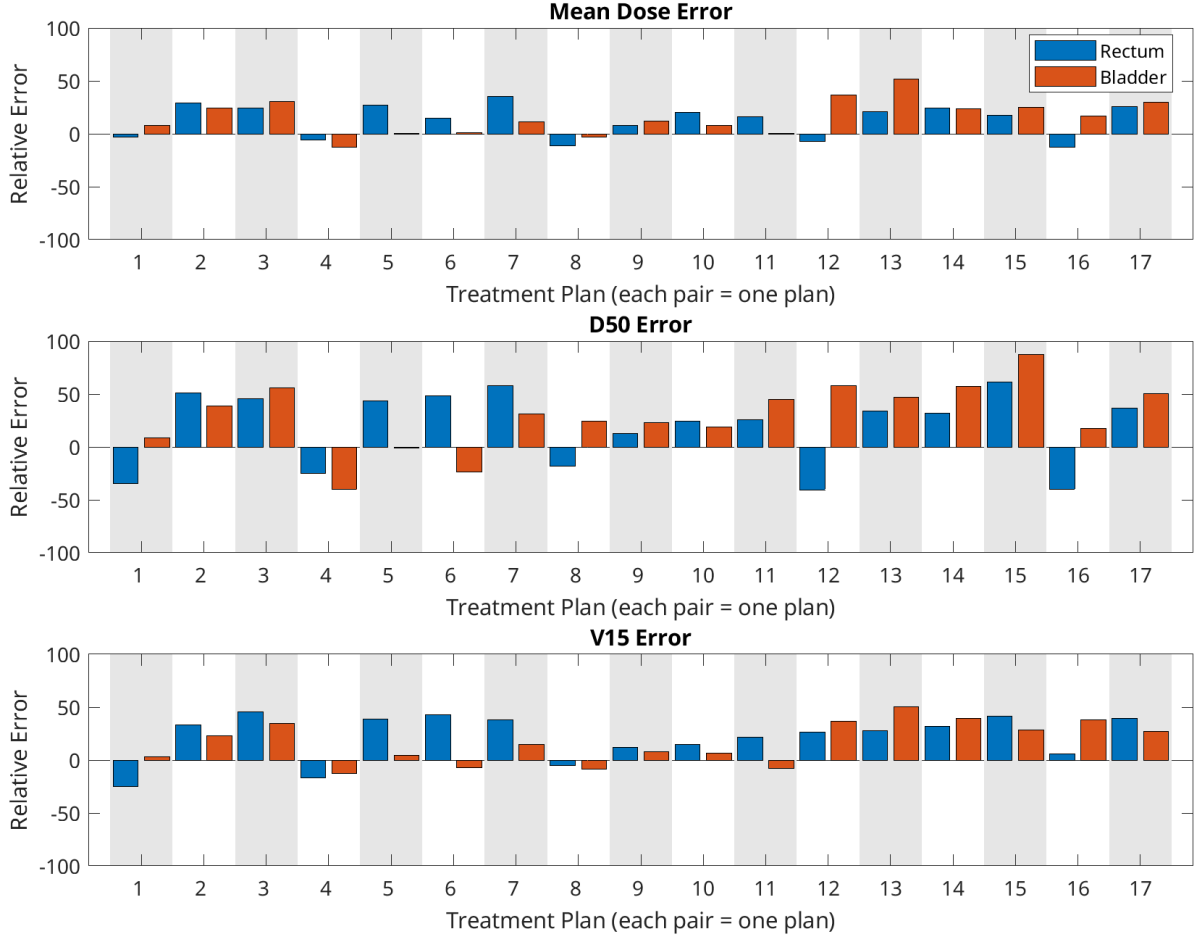 Mean Dose Error
100
50
0
-50
-100
Relative Error
Rectum
Bladder
1 2 3 4 5 6 7 8 9 10 11 12 13 14 15 16 17
Treatment Plan (each pair = one plan)
D50 Error
100
50
0
-50
-100
Relative Error
1 2 3 4 5 6 7 8 9 10 11 12 13 14 15 16 17
Treatment Plan (each pair = one plan)
V15 Error
100
50
0
-50
-100
Relative Error
1 2 3 4 5 6 7 8 9 10 11 12 13 14 15 16 17
Treatment Plan (each pair = one plan)